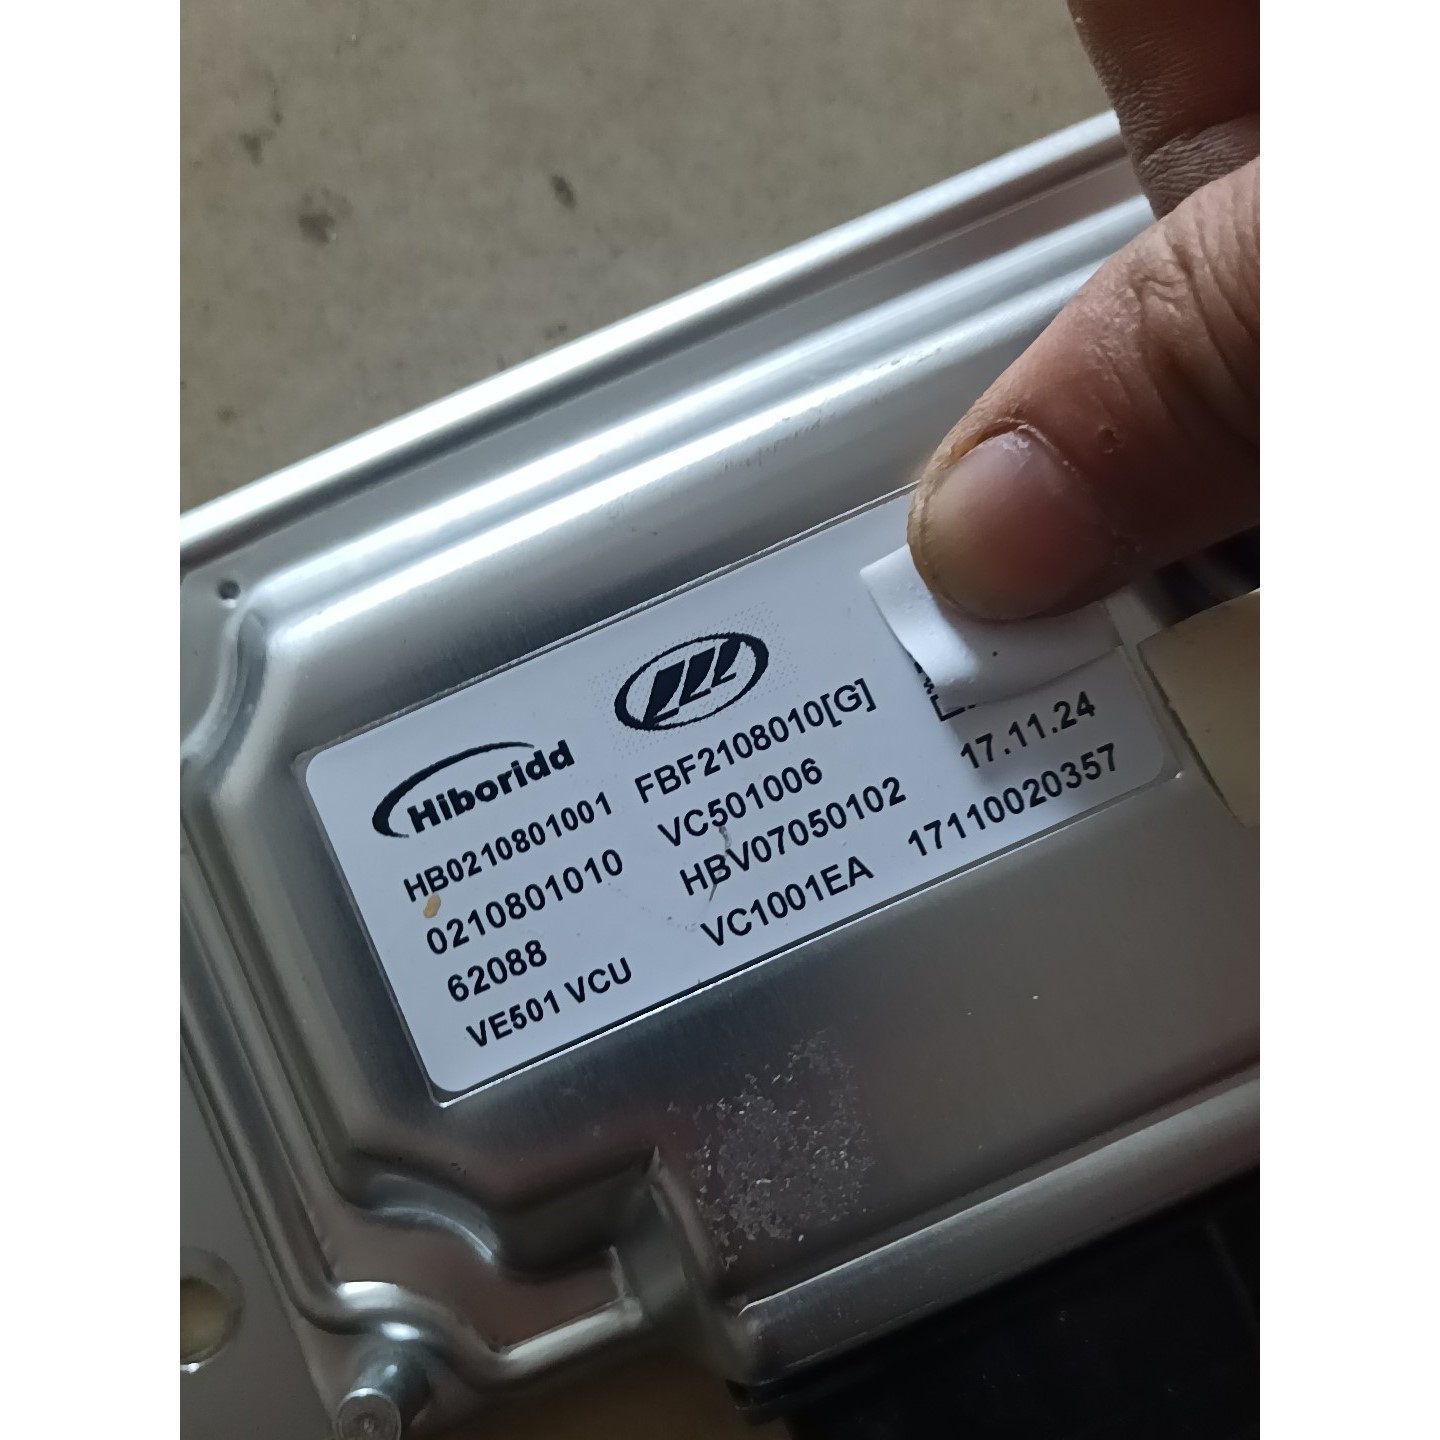 Hiboridd
HB0210801001 FBF2108010[G]
0210801010 VC501006 17.11.24
62088 HBV07050102 17110020357
VE501 VCU VC1001EA